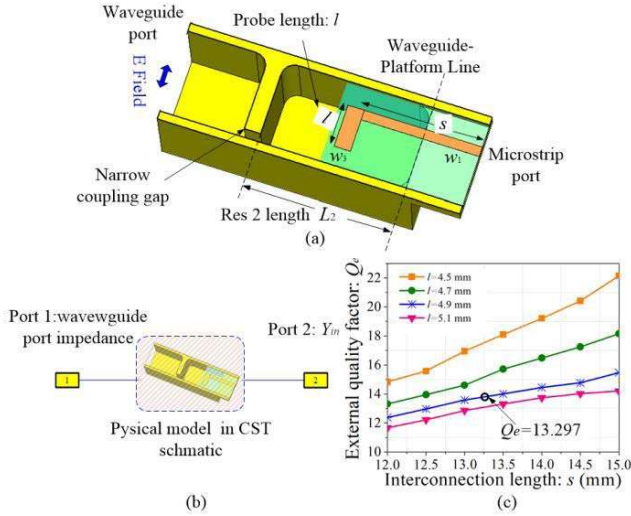 Waveguide
port
Probe length: l
Waveguide-
Platform Line
E Field
l
s
w3
w1
Microstrip
port
Narrow
coupling gap
Res 2 length L2
(a)
Port 1:wavewguide
port impedance
Port 2: Yin
1
2
Pysical model in CST
schmatic
(b)
External quality factor: Qe
22
20
18
16
14
12
10
8
l=4.5 mm
l=4.7 mm
l=4.9 mm
l=5.1 mm
Qe=13.297
12.0 12.5 13.0 13.5 14.0 14.5 15.0
Interconnection length: s (mm)
(c)